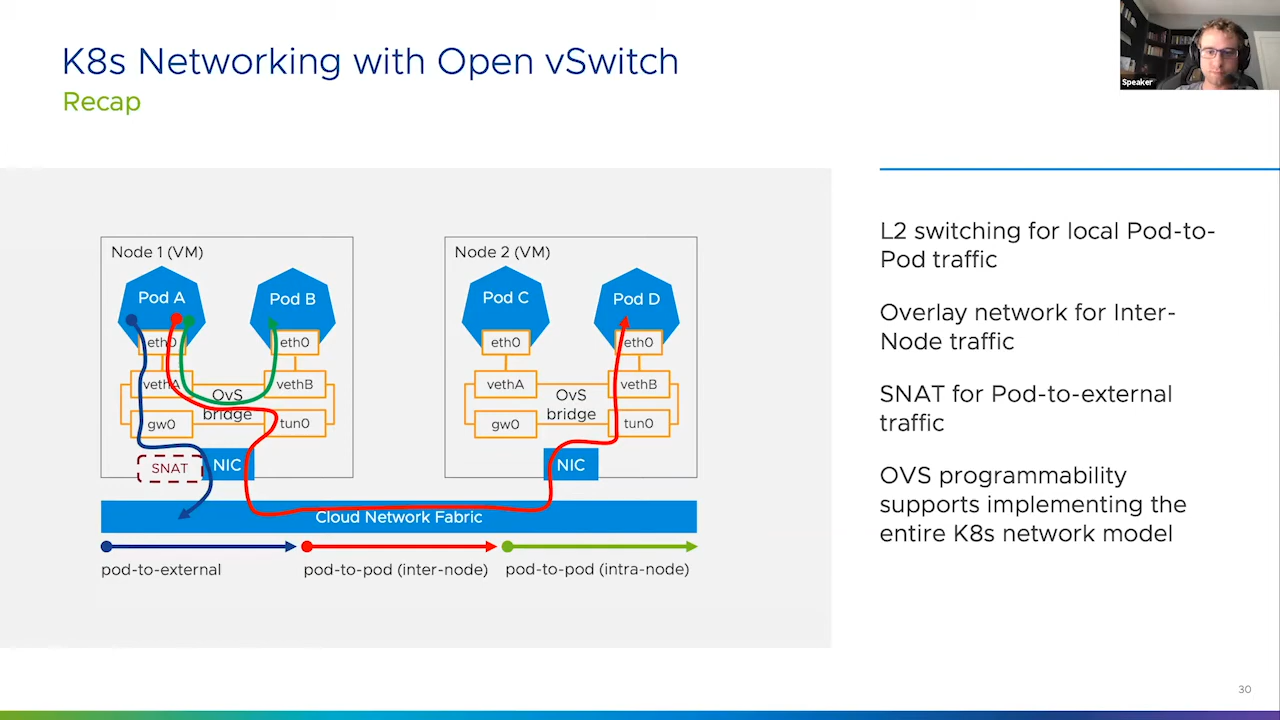 K8s Networking with Open vSwitch
Recap
Speaker
Node 1 (VM)
Pod A
Pod B
eth0
eth0
vethA
OvS
bridge
vethB
gw0
tun0
SNAT
NIC
Node 2 (VM)
Pod C
Pod D
eth0
eth0
vethA
OvS
bridge
vethB
gw0
tun0
NIC
Cloud Network Fabric
pod-to-external
pod-to-pod (inter-node)
pod-to-pod (intra-node)
L2 switching for local Pod-to-
Pod traffic
Overlay network for Inter-
Node traffic
SNAT for Pod-to-external
traffic
OVS programmability
supports implementing the
entire K8s network model
30